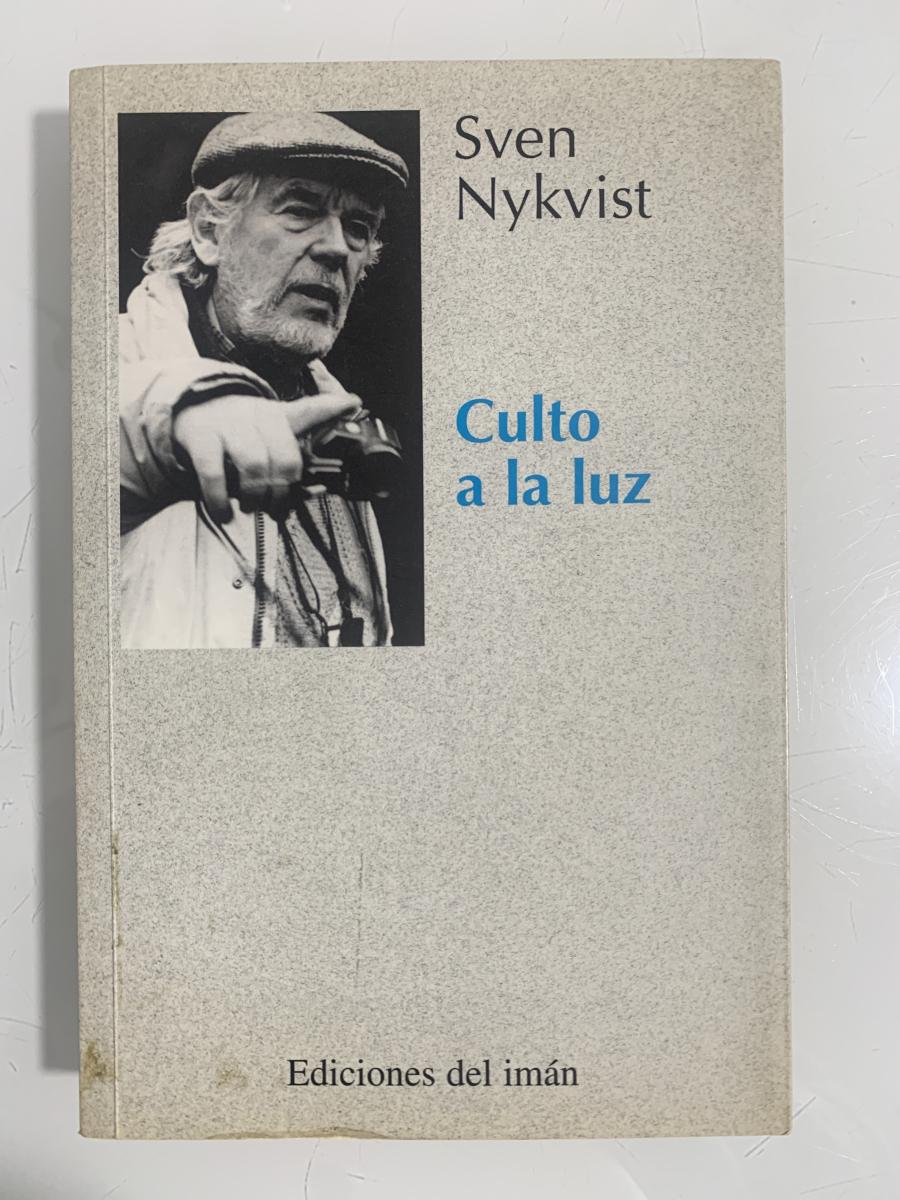 Sven
Nykvist
Culto
a la luz
Ediciones del imán